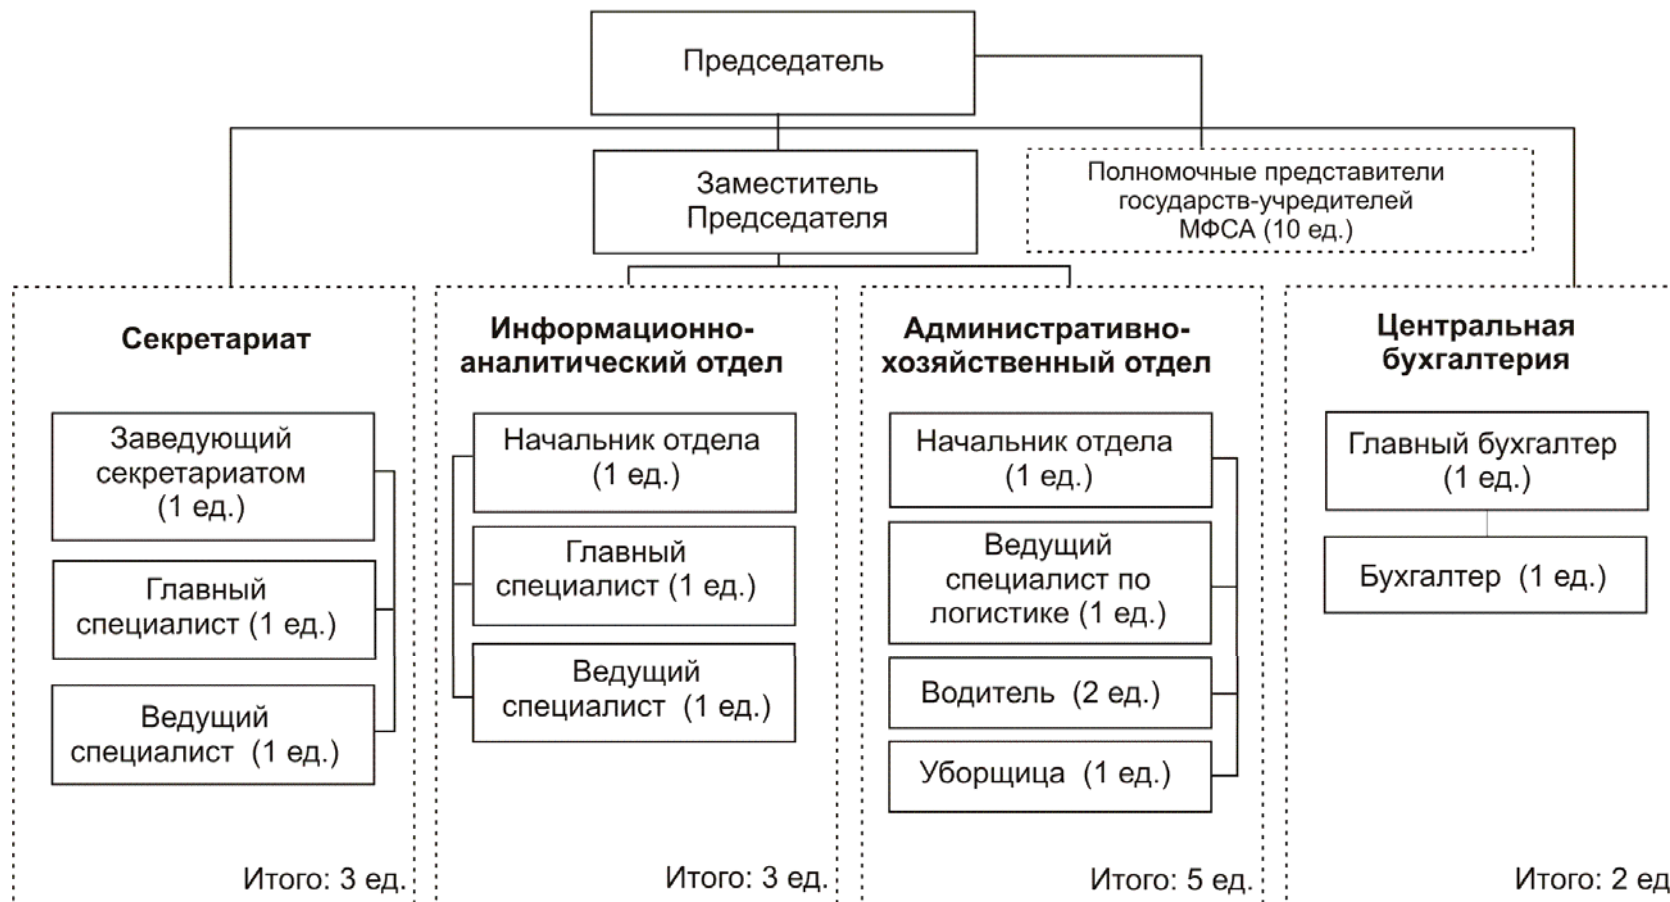 Председатель
Заместитель
Председателя
Полномочные представители
государств-учредителей
МФСА (10 ед.)
Секретариат
Заведующий
секретариатом
(1 ед.)
Главный
специалист (1 ед.)
Ведущий
специалист (1 ед.)
Итого: 3 ед.
Информационно-
аналитический отдел
Начальник отдела
(1 ед.)
Главный
специалист (1 ед.)
Ведущий
специалист (1 ед.)
Итого: 3 ед.
Административно-
хозяйственный отдел
Начальник отдела
(1 ед.)
Ведущий
специалист по
логистике (1 ед.)
Водитель (2 ед.)
Уборщица (1 ед.)
Итого: 5 ед.
Центральная
бухгалтерия
Главный бухгалтер
(1 ед.)
Бухгалтер (1 ед.)
Итого: 2 ед